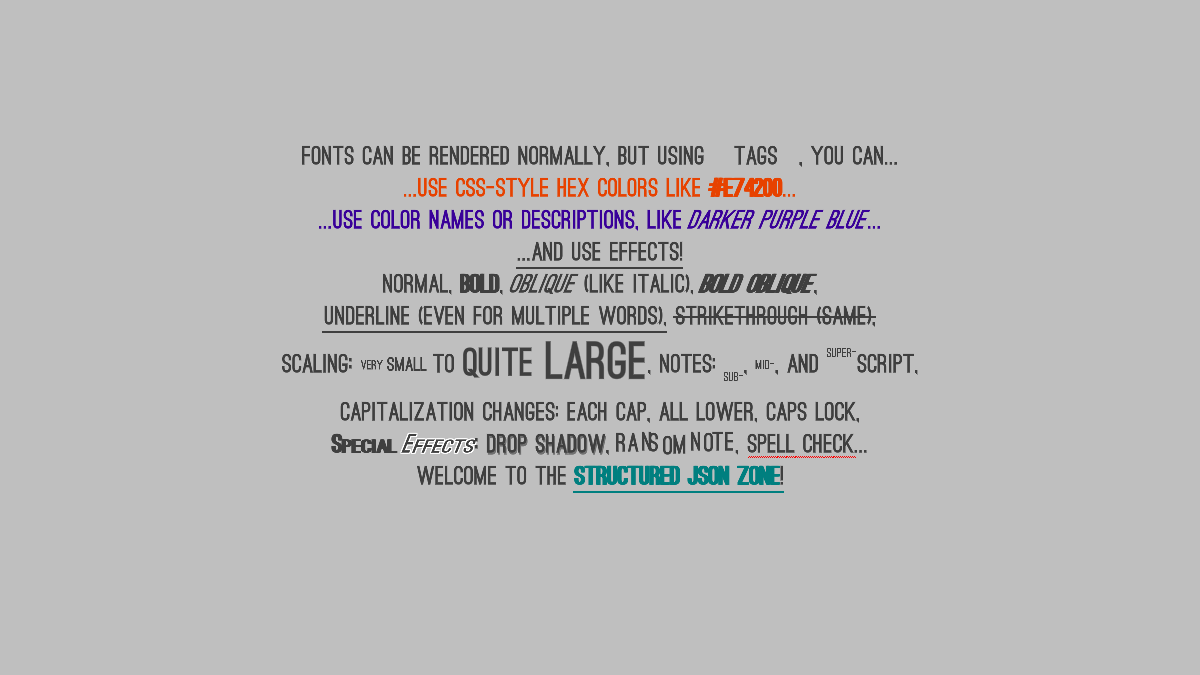 FONTS CAN BE RENDERED NORMALLY, BUT USING TAGS , YOU CAN...
...USE CSS-STYLE HEX COLORS LIKE #FE74200...
...USE COLOR NAMES OR DESCRIPTIONS, LIKE DARKER PURPLE BLUE...
...AND USE EFFECTS!
NORMAL, BOLD, OBLIQUE (LIKE ITALIC), BOLD OBLIQUE,
UNDERLINE (EVEN FOR MULTIPLE WORDS), STRIKETHROUGH (SAME),
SCALING: VERY SMALL TO QUITE LARGE, NOTES: SUB-, MID-, AND SUPER-SCRIPT,
CAPITALIZATION CHANGES: EACH CAP, ALL LOWER, CAPS LOCK,
SPECIAL EFFECTS: DROP SHADOW, RANSOM NOTE, SPELL CHECK...
WELCOME TO THE STRUCTURED JSON ZONE!